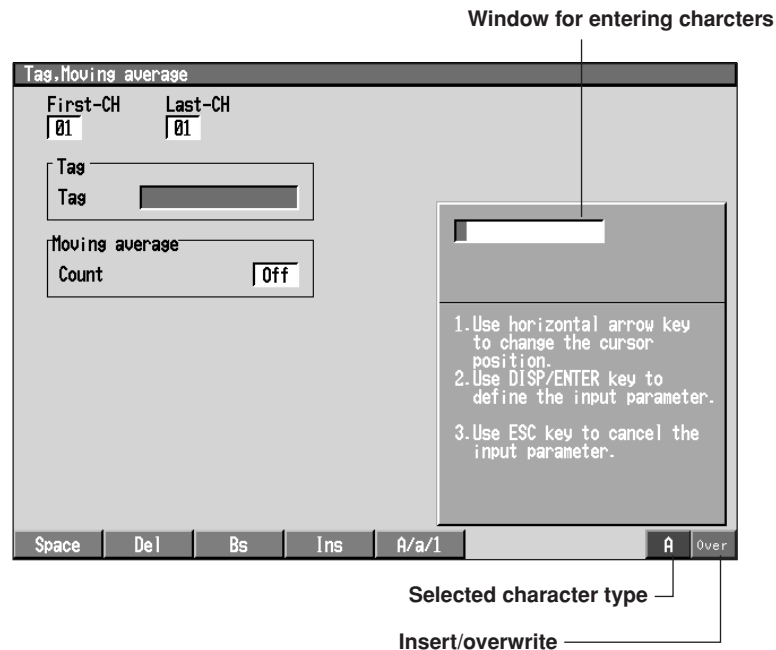 Window for entering charcters
Tag,Moving average
First-CH Last-CH
01 01
Tag
Tag
Moving average
Count Off
1.Use horizontal arrow key
to change the cursor
position.
2.Use DISP/ENTER key to
define the input parameter.
3.Use ESC key to cancel the
input parameter.
Space Del Bs Ins A/a/1 A Over
Selected character type
Insert/overwrite